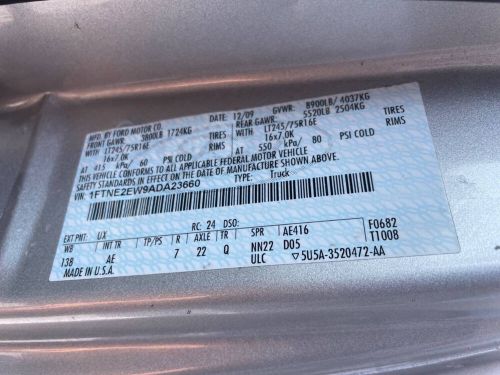 MFD. BY FORD MOTOR CO. 12/09 GVWR: 8900LB/ 4037KG
FRONT GAWR: 3800LB 1724KG REAR GAWR: 5520LB 2504KG
WITH LT245/75R16E TIRES WITH LT245/75R16E TIRES
16x7.0K RIMS 16x7.0K RIMS
AT 415 kPa/ 60 PSI COLD AT 550 kPa/ 80 PSI COLD
THIS VEHICLE CONFORMS TO ALL APPLICABLE FEDERAL MOTOR VEHICLE
SAFETY STANDARDS IN EFFECT ON THE DATE OF MANUFACTURE SHOWN ABOVE.
VIN: 1FTNE2EW9ADA23660 TYPE: Truck
F0682
T1008
EXT PNT: UX RC: 24 DSO:
WB INT TR TP/PS R AXLE TR SPR AE416
138 AE 7 22 Q NN22 D05
MADE IN U.S.A. ULC ▽5U5A-3520472-AA